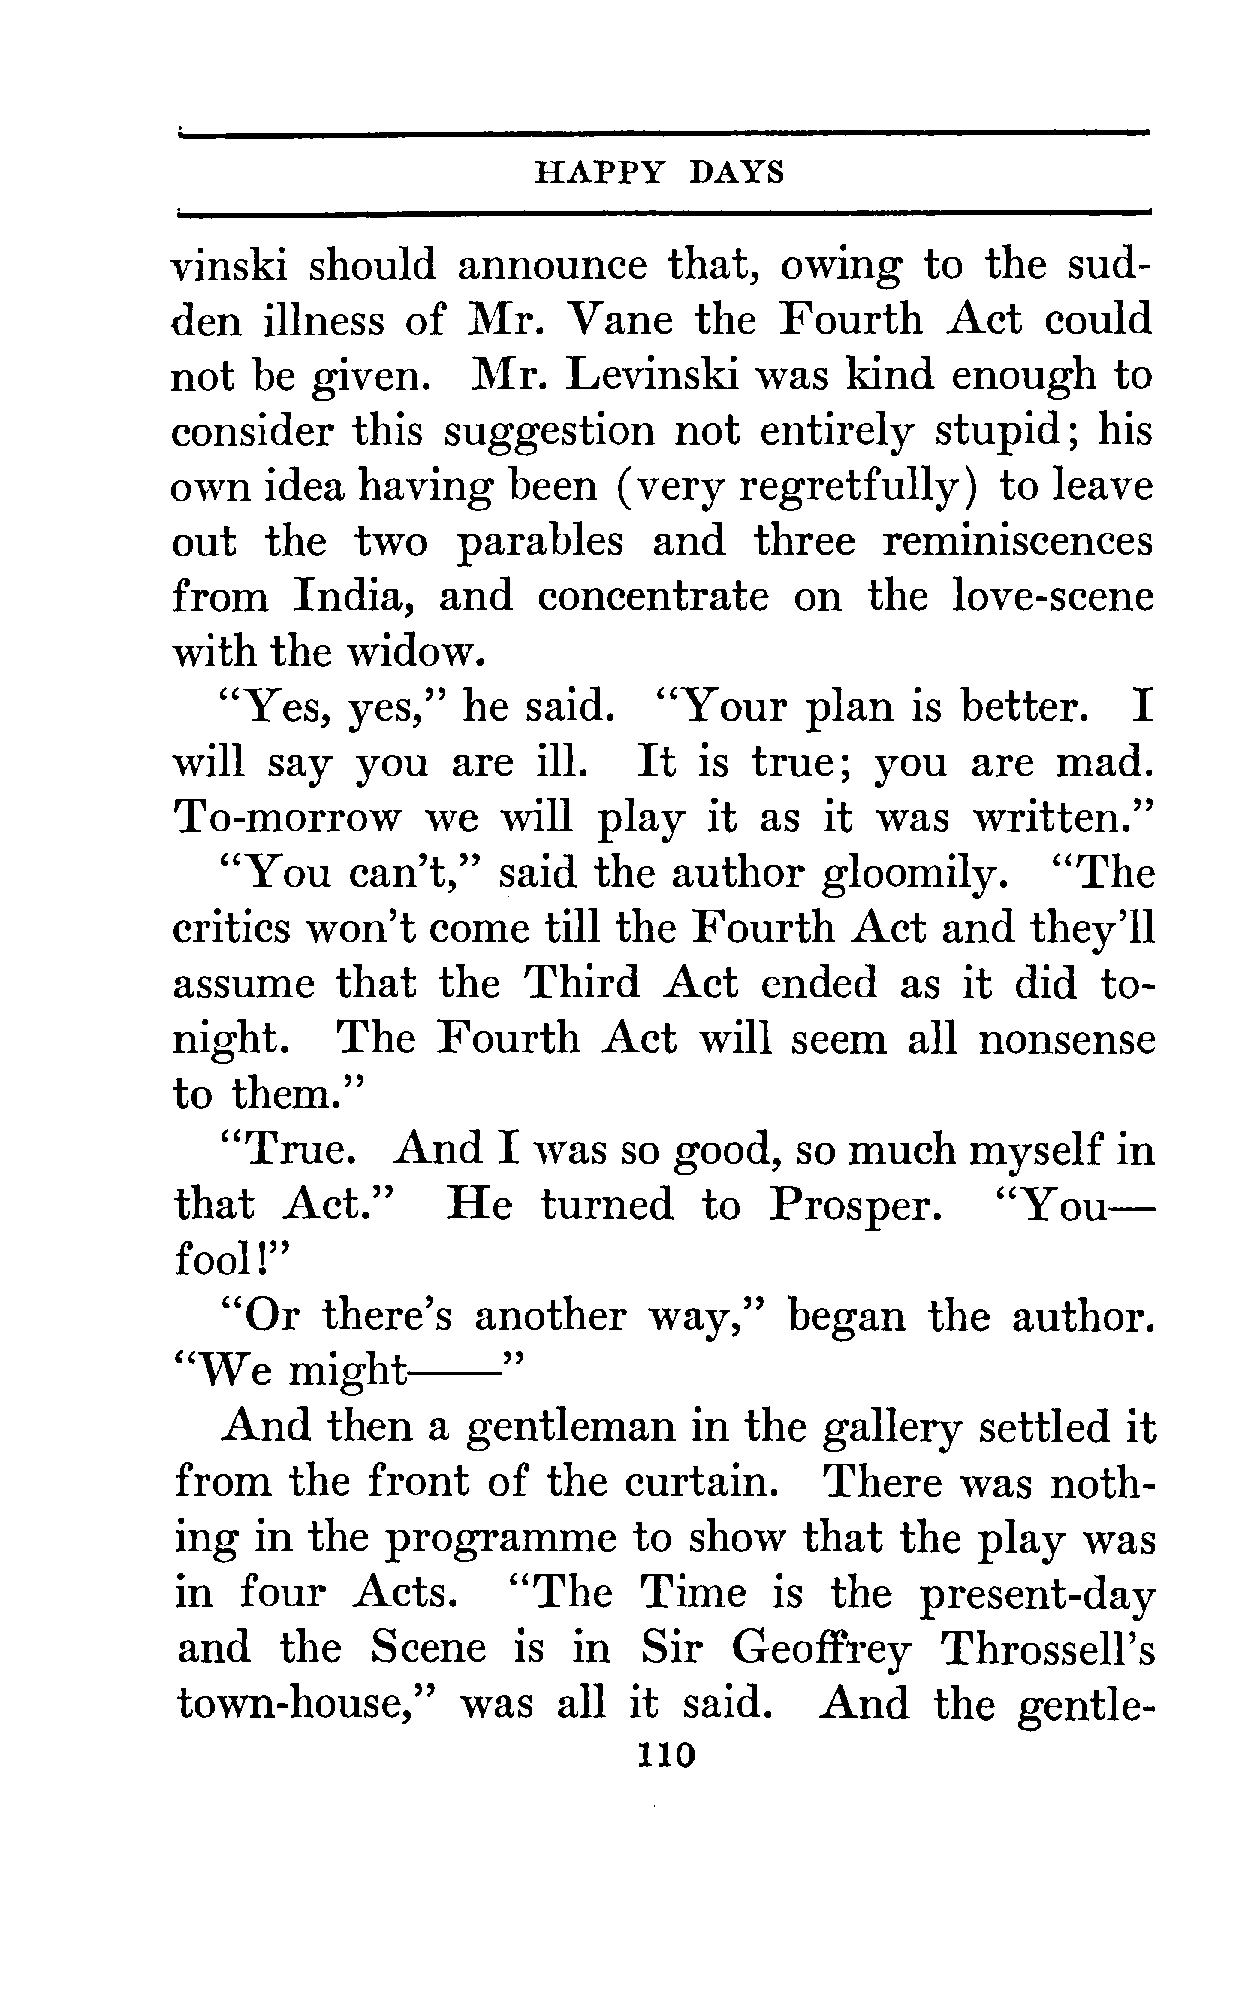 HAPPY DAYS
vinski should announce that, owing to the sud-
den illness of Mr. Vane the Fourth Act could
not be given. Mr. Levinski was kind enough to
consider this suggestion not entirely stupid; his
own idea having been (very regretfully) to leave
out the two parables and three reminiscences
from India, and concentrate on the love-scene
with the widow.
"Yes, yes," he said. "Your plan is better. I
will say you are ill. It is true; you are mad.
To-morrow we will play it as it was written."
"You can't," said the author gloomily. "The
critics won't come till the Fourth Act and they'll
assume that the Third Act ended as it did to-
night. The Fourth Act will seem all nonsense
to them."
"True. And I was so good, so much myself in
that Act." He turned to Prosper. "You—
fool!"
"Or there's another way," began the author.
"We might——"
And then a gentleman in the gallery settled it
from the front of the curtain. There was noth-
ing in the programme to show that the play was
in four Acts. "The Time is the present-day
and the Scene is in Sir Geoffrey Throssell's
town-house," was all it said. And the gentle-
110